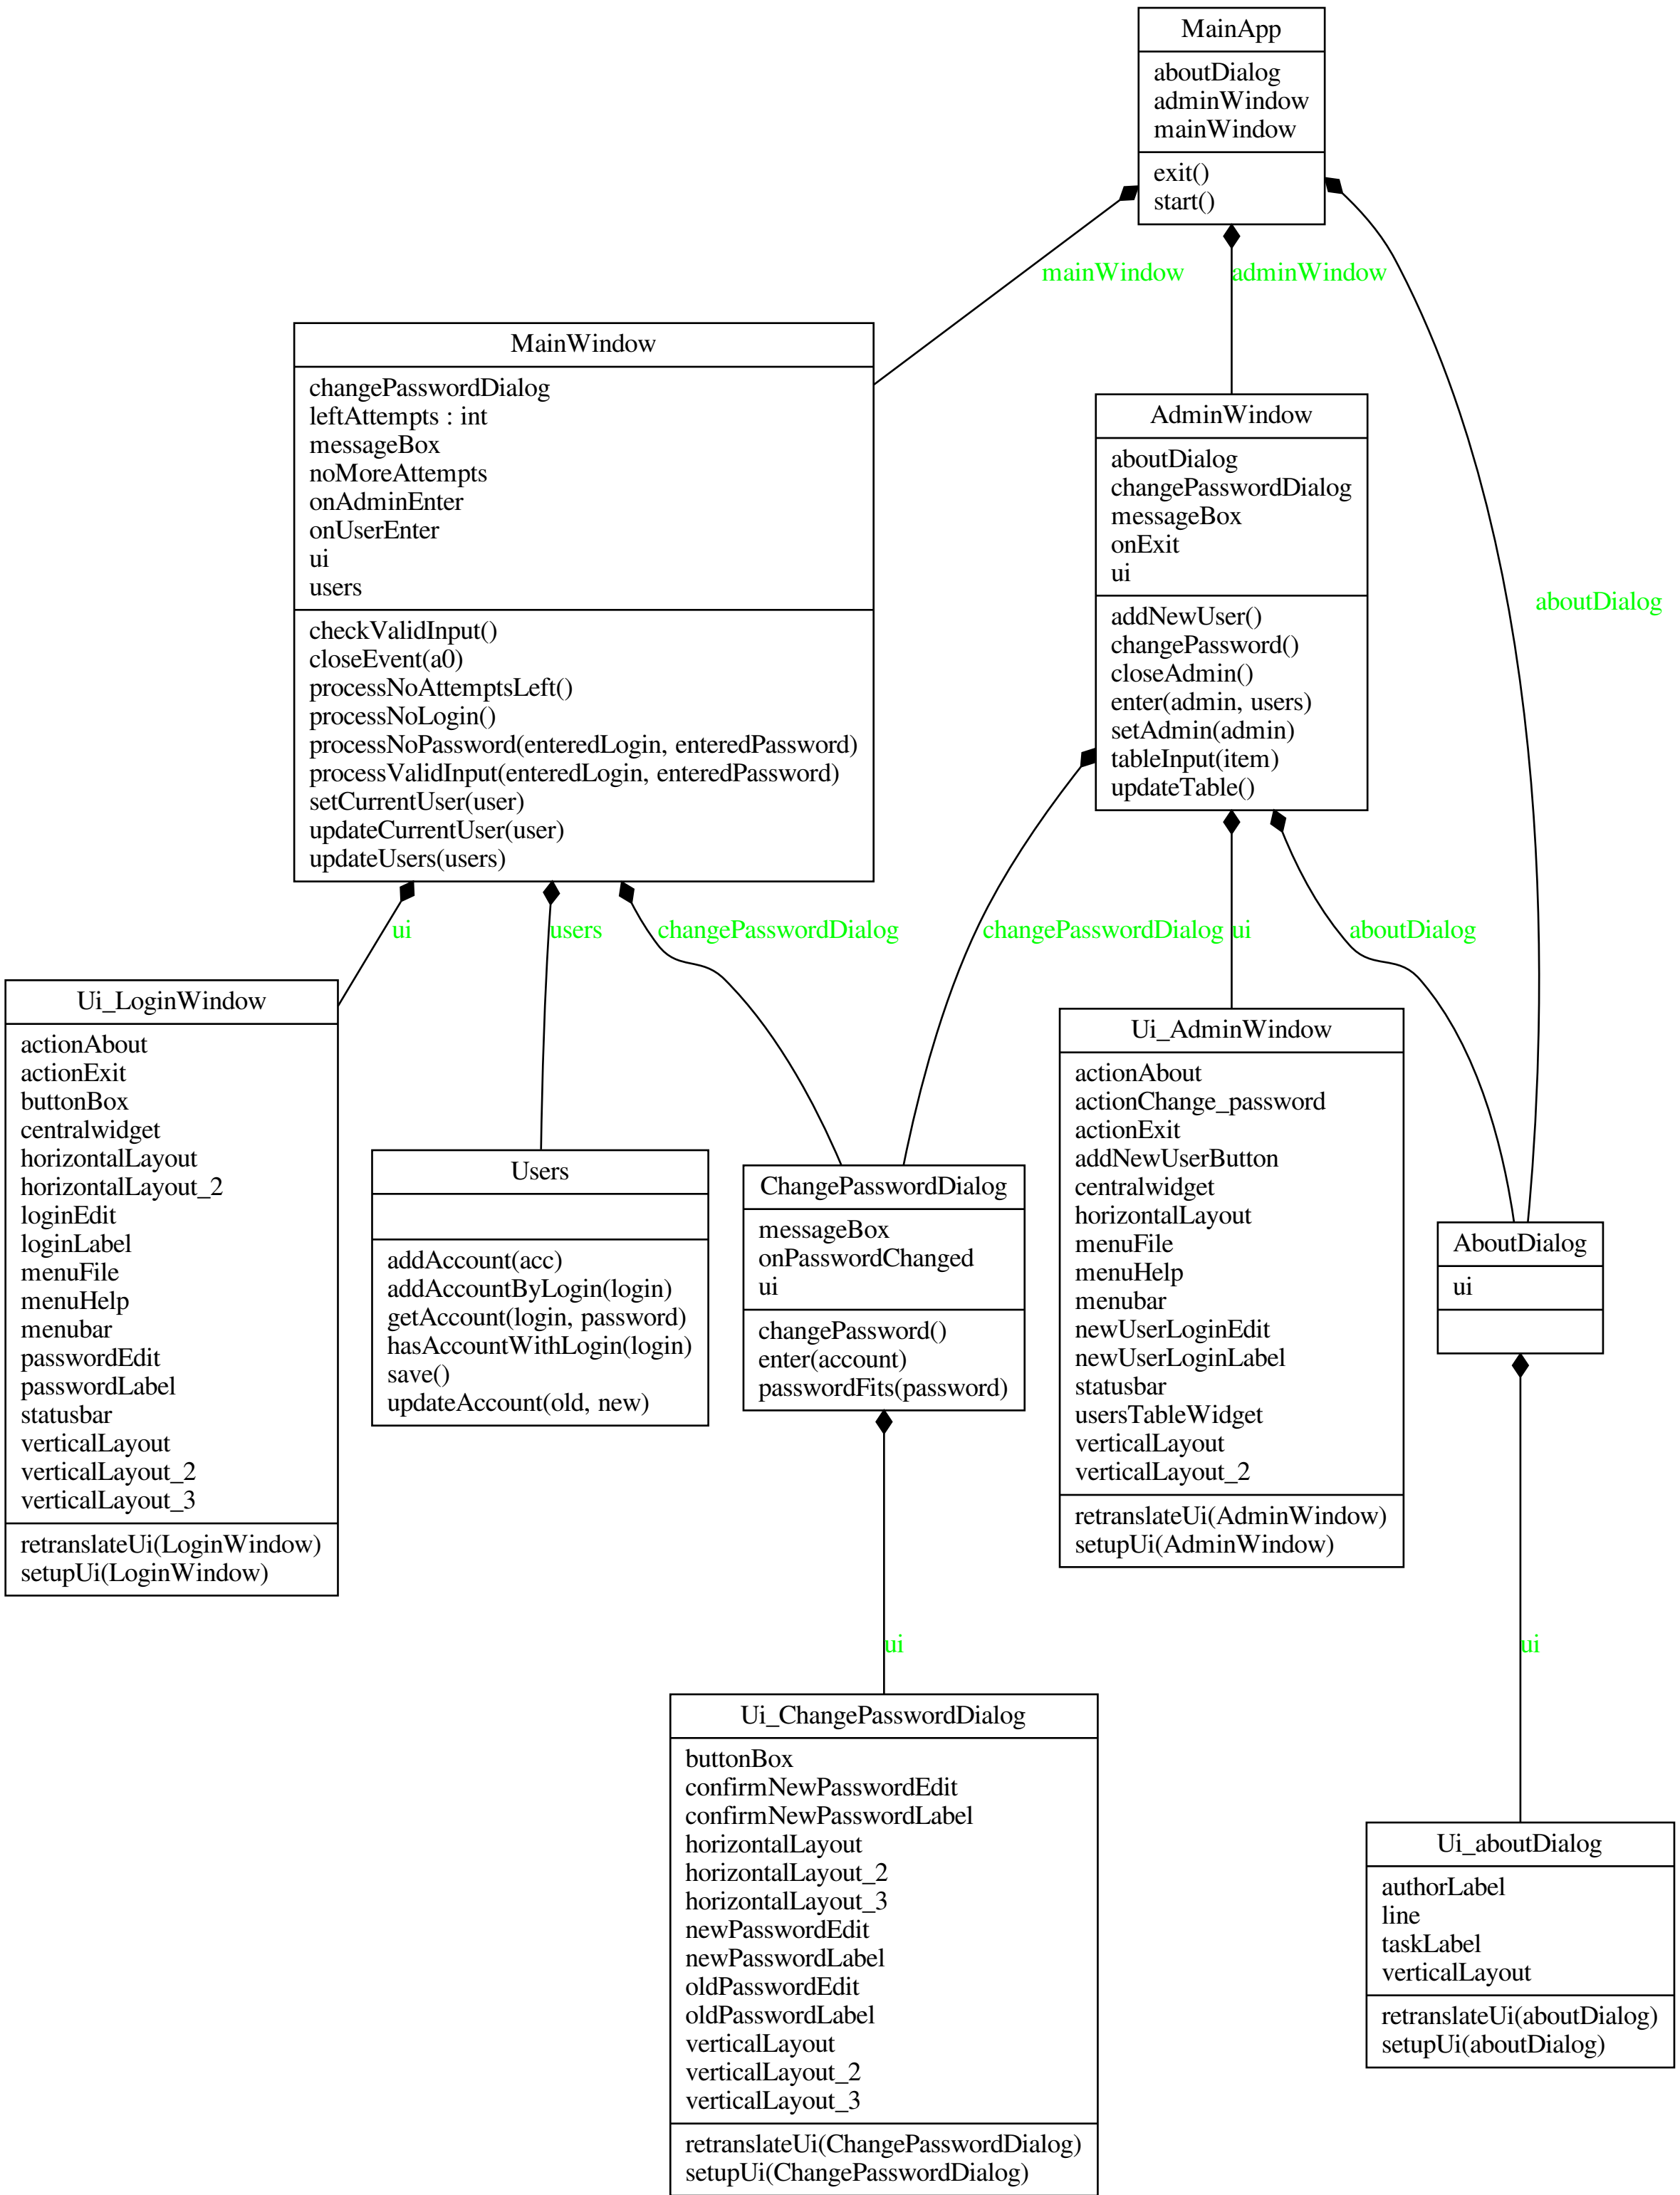 MainApp
aboutDialog
adminWindow
mainWindow
exit()
start()
mainWindow
adminWindow
aboutDialog
MainWindow
changePasswordDialog
leftAttempts : int
messageBox
noMoreAttempts
onAdminEnter
onUserEnter
ui
users
checkValidInput()
closeEvent(a0)
processNoAttemptsLeft()
processNoLogin()
processNoPassword(enteredLogin, enteredPassword)
processValidInput(enteredLogin, enteredPassword)
setCurrentUser(user)
updateCurrentUser(user)
updateUsers(users)
AdminWindow
aboutDialog
changePasswordDialog
messageBox
onExit
ui
addNewUser()
changePassword()
closeAdmin()
enter(admin, users)
setAdmin(admin)
tableInput(item)
updateTable()
ui
users
changePasswordDialog
changePasswordDialog
ui
aboutDialog
Ui_LoginWindow
actionAbout
actionExit
buttonBox
centralwidget
horizontalLayout
horizontalLayout_2
loginEdit
loginLabel
menuFile
menuHelp
menubar
passwordEdit
passwordLabel
statusbar
verticalLayout
verticalLayout_2
verticalLayout_3
retranslateUi(LoginWindow)
setupUi(LoginWindow)
Users
addAccount(acc)
addAccountByLogin(login)
getAccount(login, password)
hasAccountWithLogin(login)
save()
updateAccount(old, new)
ChangePasswordDialog
messageBox
onPasswordChanged
ui
changePassword()
enter(account)
passwordFits(password)
Ui_AdminWindow
actionAbout
actionChange_password
actionExit
addNewUserButton
centralwidget
horizontalLayout
menuFile
menuHelp
menubar
newUserLoginEdit
newUserLoginLabel
statusbar
usersTableWidget
verticalLayout
verticalLayout_2
retranslateUi(AdminWindow)
setupUi(AdminWindow)
AboutDialog
ui
ui
ui
Ui_ChangePasswordDialog
buttonBox
confirmNewPasswordEdit
confirmNewPasswordLabel
horizontalLayout
horizontalLayout_2
horizontalLayout_3
newPasswordEdit
newPasswordLabel
oldPasswordEdit
oldPasswordLabel
verticalLayout
verticalLayout_2
verticalLayout_3
retranslateUi(ChangePasswordDialog)
setupUi(ChangePasswordDialog)
Ui_aboutDialog
authorLabel
line
taskLabel
verticalLayout
retranslateUi(aboutDialog)
setupUi(aboutDialog)